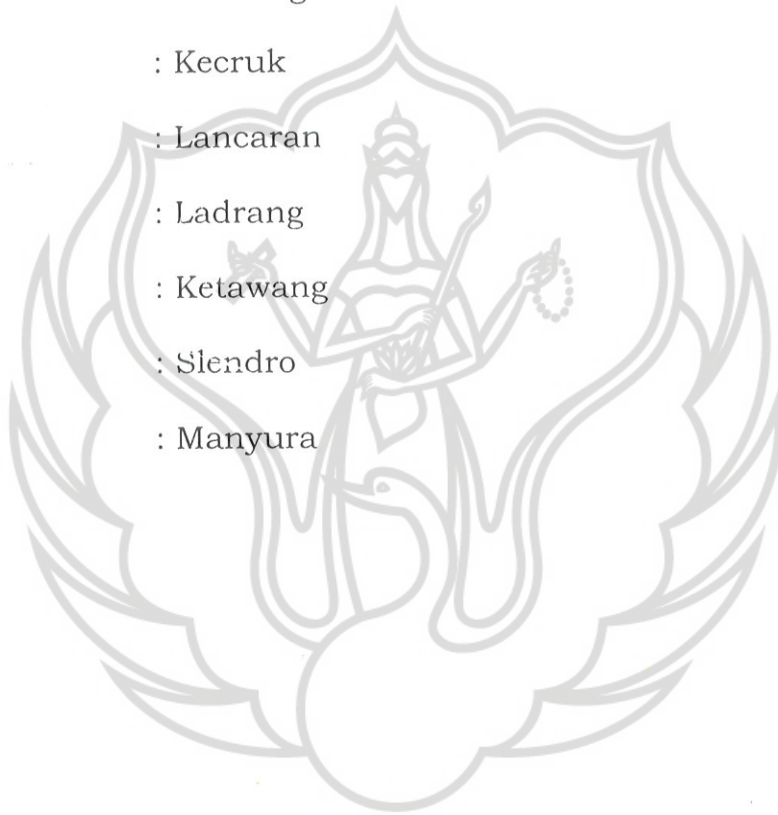 : Kecruk
: Lancaran
: Ladrang
: Ketawang
: Slendro
: Manyura